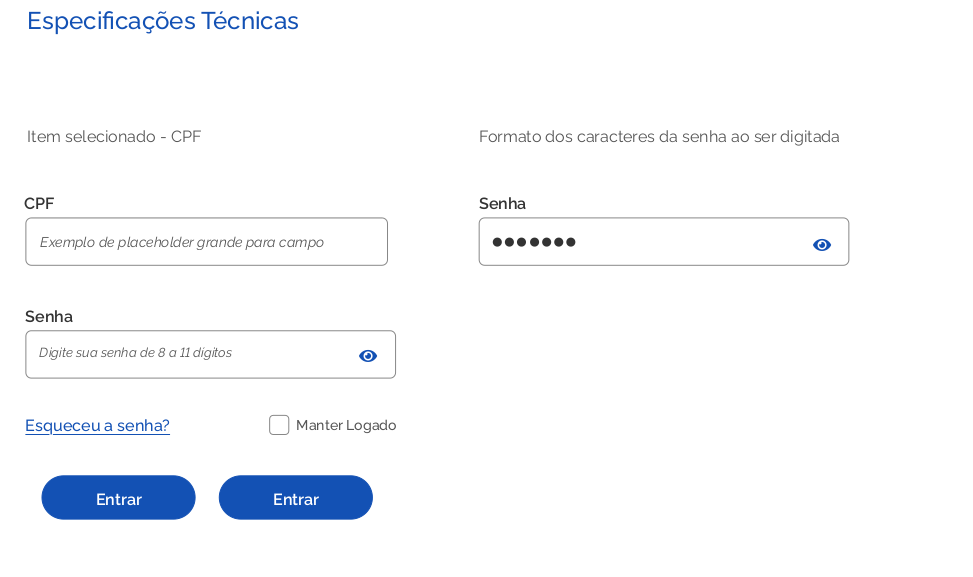 Especificações Técnicas
Item selecionado - CPF
CPF
Exemplo de placeholder grande para campo
Senha
Digite sua senha de 8 a 11 dígitos
Esqueceu a senha?
Manter Logado
Entrar
Entrar
Formato dos caracteres da senha ao ser digitada
Senha
●●●●●●●